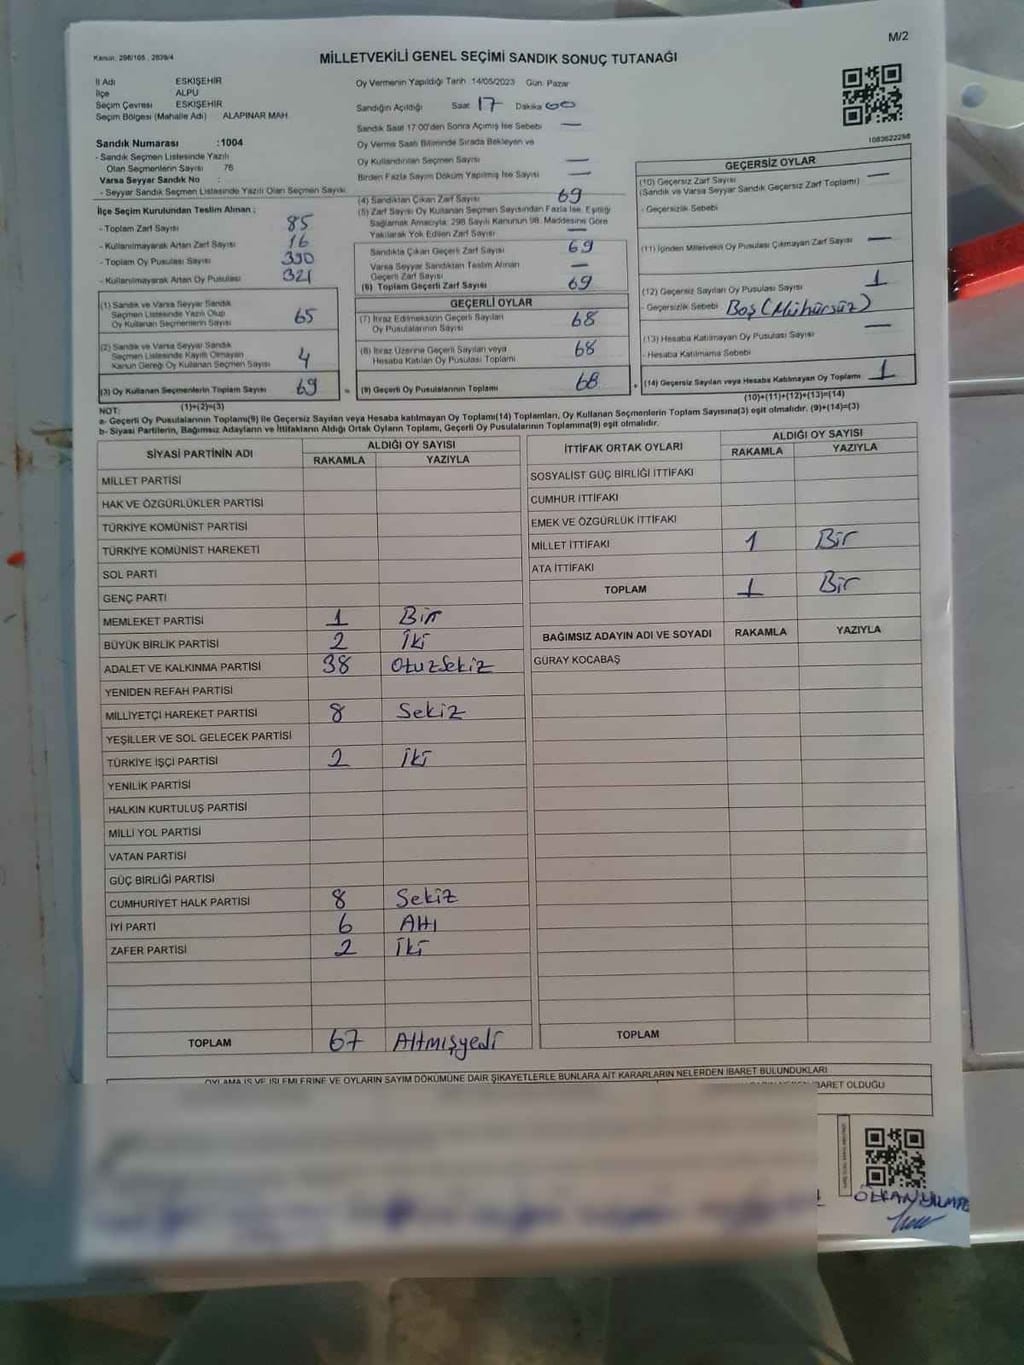 M/2
Kanun: 298/105 , 2839/4
MİLLETVEKİLİ GENEL SEÇİMİ SANDIK SONUÇ TUTANAĞI
İl Adı ESKİŞEHİR
İlçe ALPU
Seçim Çevresi ESKİŞEHİR
Seçim Bölgesi (Mahalle Adı) ALAPINAR MAH.
Sandık Numarası :1004
- Sandık Seçmen Listesinde Yazılı
Olan Seçmenlerin Sayısı 76
Varsa Seyyar Sandık No :
- Seyyar Sandık Seçmen Listesinde Yazılı Olan Seçmen Sayısı
İlçe Seçim Kurulundan Teslim Alınan :
- Toplam Zarf Sayısı 85
- Kullanılmayarak Artan Zarf Sayısı 16
- Toplam Oy Pusulası Sayısı 390
- Kullanılmayarak Artan Oy Pusulası 321
(1) Sandık ve Varsa Seyyar Sandık
Seçmen Listesinde Yazılı Olup
Oy Kullanan Seçmenlerin Sayısı 65
(2) Sandık ve Varsa Seyyar Sandık
Seçmen Listesinde Kayıtlı Olmayan
Kanun Gereği Oy Kullanan Seçmen Sayısı 4
(3) Oy Kullanan Seçmenlerin Toplam Sayısı 69
(1)+(2)=(3)
Oy Vermenin Yapıldığı Tarih 14/05/2023 Gün Pazar
Sandığın Açıldığı Saat 17 Dakika 00
Sandık Saat 17:00'den Sonra Açımış İse Sebebi —
Oy Verme Saati Bitiminde Sırada Bekleyen ve
Oy Kullandırılan Seçmen Sayısı —
Birden Fazla Sayım Döküm Yapılmış İse Sayısı —
(4) Sandıktan Çıkan Zarf Sayısı 69
(5) Zarf Sayısı Oy Kullanan Seçmen Sayısından Fazla İse, Eşitliği
Sağlamak Amacıyla; 298 Sayılı Kanunun 98. Maddesine Göre
Yakılarak Yok Edilen Zarf Sayısı —
Sandıkta Çıkan Geçerli Zarf Sayısı 69
Varsa Seyyar Sandıktan Teslim Alınan
Geçerli Zarf Sayısı —
(6) Toplam Geçerli Zarf Sayısı 69
GEÇERLİ OYLAR
(7) İtiraz Edilmeksizin Geçerli Sayılan
Oy Pusulalarının Sayısı 68
(8) İtiraz Üzerine Geçerli Sayılan veya
Hesaba Katılan Oy Pusulası Toplamı 68
= (9) Geçerli Oy Pusulalarının Toplamı 68
1083622298
GEÇERSİZ OYLAR
(10) Geçersiz Zarf Sayısı —
(Sandık ve Varsa Seyyar Sandık Geçersiz Zarf Toplamı)
- Geçersizlik Sebebi
(11) İçinden Milletvekili Oy Pusulası Çıkmayan Zarf Sayısı —
(12) Geçersiz Sayılan Oy Pusulası Sayısı 1
- Geçersizlik Sebebi Boş (Mühürsüz)
(13) Hesaba Katılmayan Oy Pusulası Sayısı —
- Hesaba Katılmama Sebebi
+ (14) Geçersiz Sayılan veya Hesaba Katılmayan Oy Toplamı 1
(10)+(11)+(12)+(13)=(14)
NOT:
a- Geçerli Oy Pusulalarının Toplamı(9) ile Geçersiz Sayılan veya Hesaba katılmayan Oy Toplamı(14) Toplamları, Oy Kullanan Seçmenlerin Toplam Sayısına(3) eşit olmalıdır. (9)+(14)=(3)
b- Siyasi Partilerin, Bağımsız Adayların ve İttifakların Aldığı Ortak Oyların Toplamı, Geçerli Oy Pusulalarının Toplamına(9) eşit olmalıdır.
SİYASİ PARTİNİN ADI ALDIĞI OY SAYISI
RAKAMLA YAZIYLA
MİLLET PARTİSİ
HAK VE ÖZGÜRLÜKLER PARTİSİ
TÜRKİYE KOMÜNİST PARTİSİ
TÜRKİYE KOMÜNİST HAREKETİ
SOL PARTİ
GENÇ PARTİ
MEMLEKET PARTİSİ 1 Bir
BÜYÜK BİRLİK PARTİSİ 2 İki
ADALET VE KALKINMA PARTİSİ 38 Otuzsekiz
YENİDEN REFAH PARTİSİ
MİLLİYETÇİ HAREKET PARTİSİ 8 Sekiz
YEŞİLLER VE SOL GELECEK PARTİSİ
TÜRKİYE İŞÇİ PARTİSİ 2 İki
YENİLİK PARTİSİ
HALKIN KURTULUŞ PARTİSİ
MİLLİ YOL PARTİSİ
VATAN PARTİSİ
GÜÇ BİRLİĞİ PARTİSİ
CUMHURİYET HALK PARTİSİ 8 Sekiz
İYİ PARTİ 6 Altı
ZAFER PARTİSİ 2 İki
TOPLAM 67 Altmışyedi
İTTİFAK ORTAK OYLARI ALDIĞI OY SAYISI
RAKAMLA YAZIYLA
SOSYALİST GÜÇ BİRLİĞİ İTTİFAKI
CUMHUR İTTİFAKI
EMEK VE ÖZGÜRLÜK İTTİFAKI
MİLLET İTTİFAKI 1 Bir
ATA İTTİFAKI
TOPLAM 1 Bir
BAĞIMSIZ ADAYIN ADI VE SOYADI RAKAMLA YAZIYLA
GÜRAY KOCABAŞ
TOPLAM
OYLAMA İŞ VE İŞLEMLERİNE VE OYLARIN SAYIM DÖKÜMÜNE DAİR ŞİKAYETLERLE BUNLARA AİT KARARLARIN NELERDEN İBARET BULUNDUKLARI
İBARET OLDUĞU